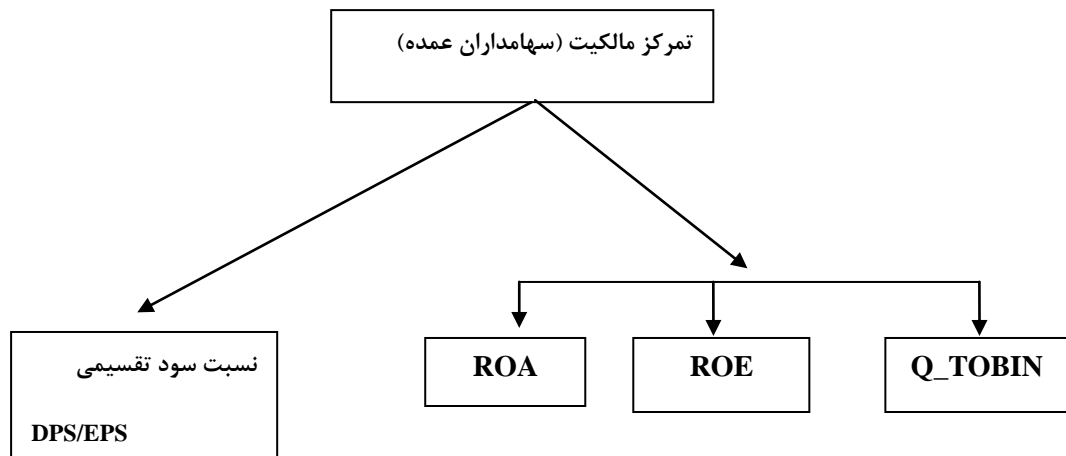 تمرکز مالکیت (سهامداران عمده)
نسبت سود تقسیمی
DPS/EPS
ROA
ROE
Q_TOBIN